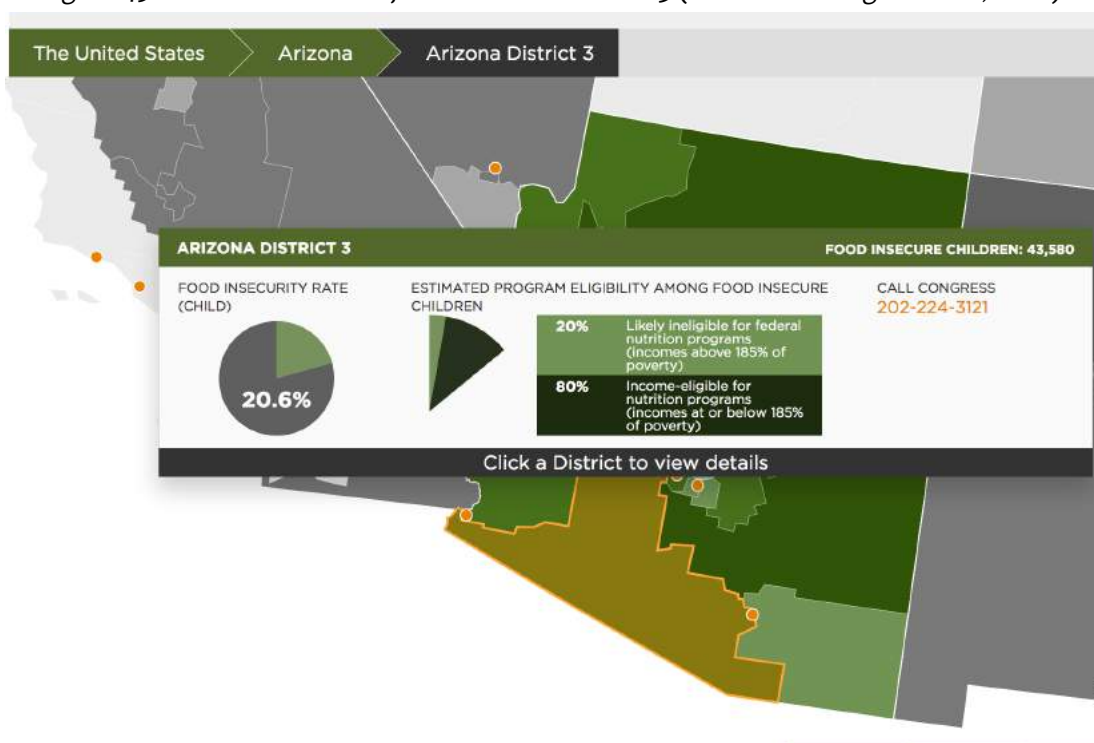 The United States
Arizona
Arizona District 3
ARIZONA DISTRICT 3
FOOD INSECURE CHILDREN: 43,580
FOOD INSECURITY RATE
(CHILD)
20.6%
ESTIMATED PROGRAM ELIGIBILITY AMONG FOOD INSECURE
CHILDREN
20%
Likely ineligible for federal
nutrition programs
(incomes above 185% of
poverty)
80%
Income-eligible for
nutrition programs
(incomes at or below 185%
of poverty)
CALL CONGRESS
202-224-3121
Click a District to view details